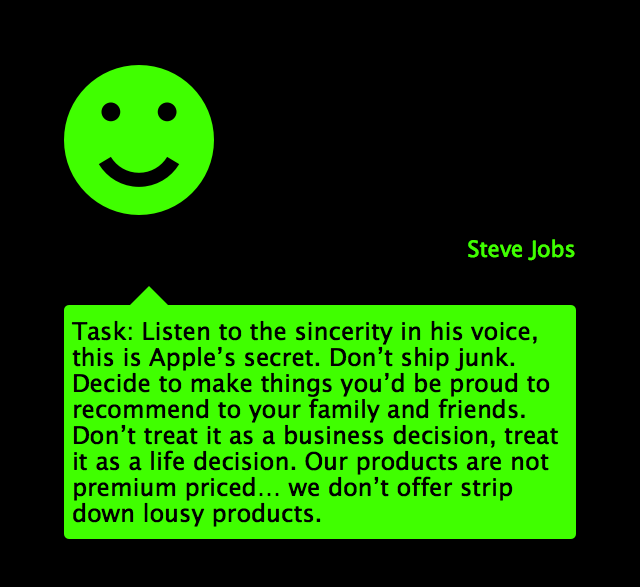 Steve Jobs
Task: Listen to the sincerity in his voice,
this is Apple’s secret. Don’t ship junk.
Decide to make things you’d be proud to
recommend to your family and friends.
Don’t treat it as a business decision, treat
it as a life decision. Our products are not
premium priced… we don’t offer strip
down lousy products.